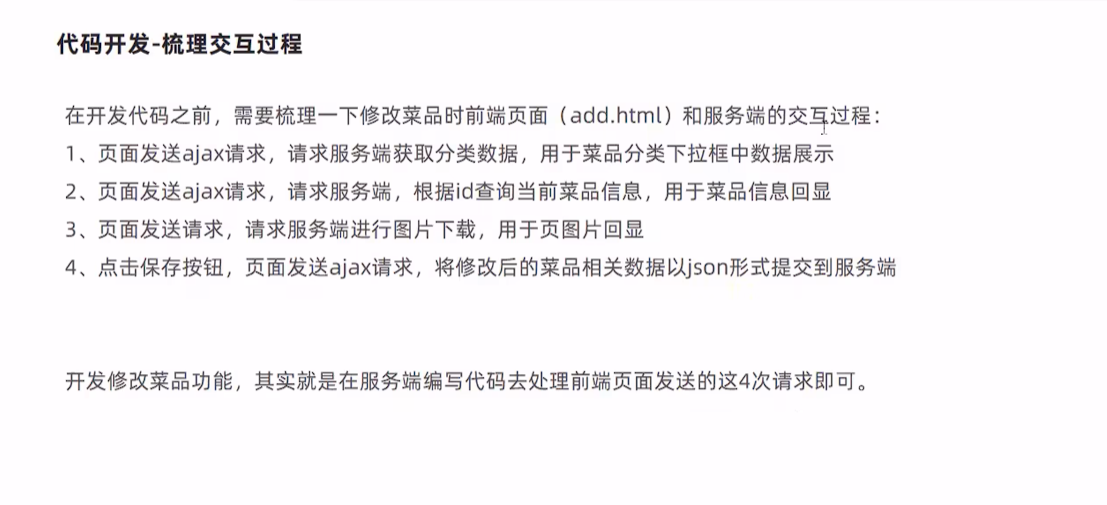 代码开发-梳理交互过程
在开发代码之前，需要梳理一下修改菜品时前端页面（add.html）和服务端的交互过程：
1、页面发送ajax请求，请求服务端获取分类数据，用于菜品分类下拉框中数据展示
2、页面发送ajax请求，请求服务端，根据id查询当前菜品信息，用于菜品信息回显
3、页面发送请求，请求服务端进行图片下载，用于页图片回显
4、点击保存按钮，页面发送ajax请求，将修改后的菜品相关数据以json形式提交到服务端
开发修改菜品功能，其实就是在服务端编写代码去处理前端页面发送的这4次请求即可。